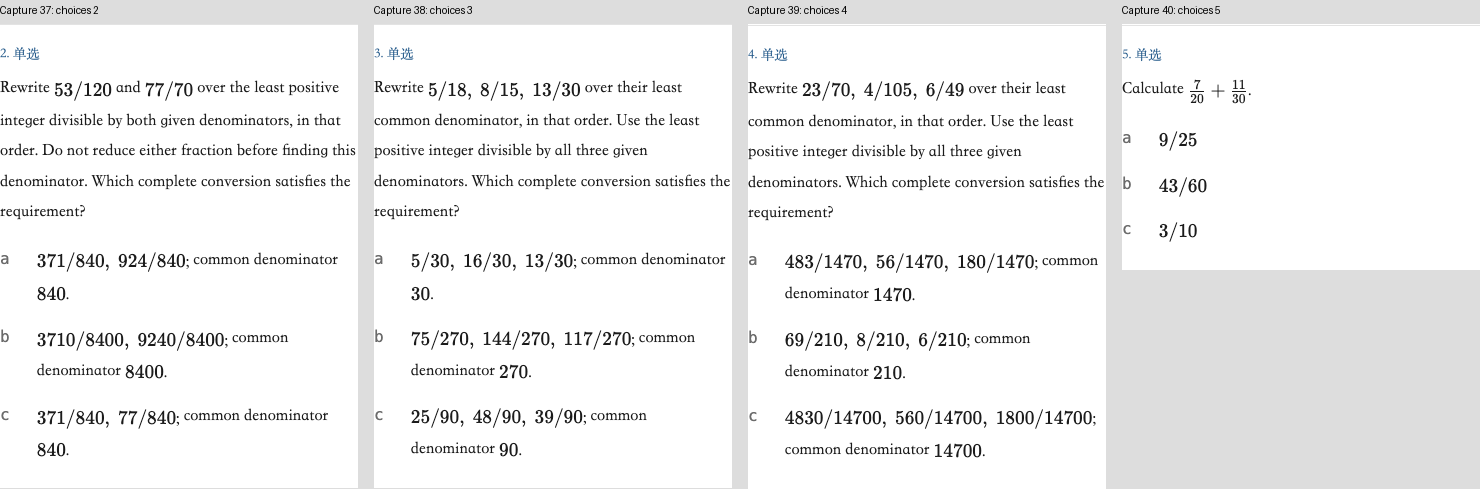 Capture 37: choices 2
2. 单选
Rewrite 53/120 and 77/70 over the least positive
integer divisible by both given denominators, in that
order. Do not reduce either fraction before finding this
denominator. Which complete conversion satisfies the
requirement?
a 371/840, 924/840; common denominator
840.
b 3710/8400, 9240/8400; common
denominator 8400.
c 371/840, 77/840; common denominator
840.
Capture 38: choices 3
3. 单选
Rewrite 5/18, 8/15, 13/30 over their least
common denominator, in that order. Use the least
positive integer divisible by all three given
denominators. Which complete conversion satisfies the
requirement?
a 5/30, 16/30, 13/30; common denominator
30.
b 75/270, 144/270, 117/270; common
denominator 270.
c 25/90, 48/90, 39/90; common
denominator 90.
Capture 39: choices 4
4. 单选
Rewrite 23/70, 4/105, 6/49 over their least
common denominator, in that order. Use the least
positive integer divisible by all three given
denominators. Which complete conversion satisfies the
requirement?
a 483/1470, 56/1470, 180/1470; common
denominator 1470.
b 69/210, 8/210, 6/210; common
denominator 210.
c 4830/14700, 560/14700, 1800/14700;
common denominator 14700.
Capture 40: choices 5
5. 单选
Calculate 7/20 + 11/30.
a 9/25
b 43/60
c 3/10